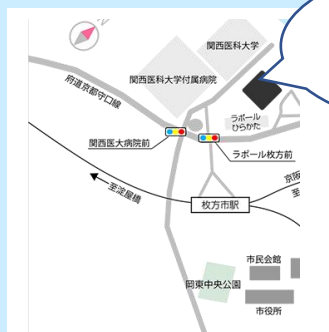 関西医科大学
関西医科大学付属病院
府道京都守口線
ラポール
ひらかた
関西医大病院前
ラポール枚方前
京阪
至淀屋橋
至
枚方市駅
市民会館
岡東中央公園
市役所